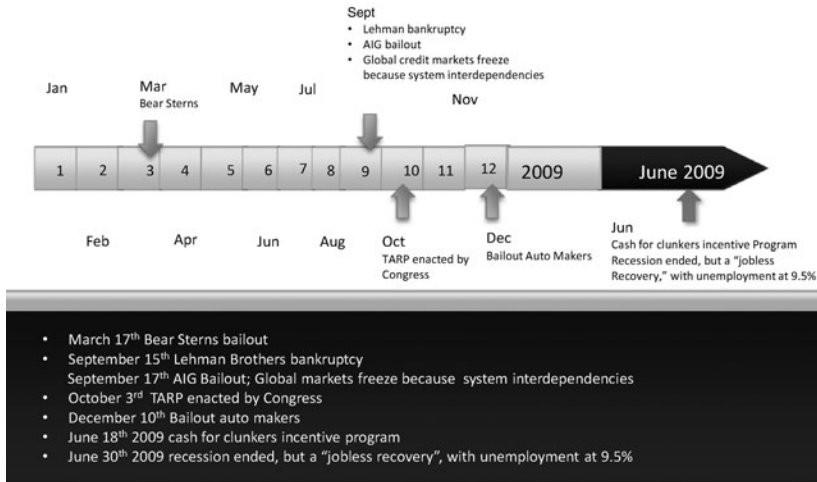 Sept
• Lehman bankruptcy
• AIG bailout
• Global credit markets freeze
because system interdependencies
Jan
Mar
Bear Sterns
May
Jul
Nov
1 2 3 4 5 6 7 8 9 10 11 12 2009 June 2009
Feb
Apr
Jun
Aug
Oct
TARP enacted by
Congress
Dec
Bailout Auto Makers
Jun
Cash for clunkers incentive Program
Recession ended, but a “jobless
Recovery,” with unemployment at 9.5%
• March 17th Bear Sterns bailout
• September 15th Lehman Brothers bankruptcy
September 17th AIG Bailout; Global markets freeze because system interdependencies
• October 3rd TARP enacted by Congress
• December 10th Bailout auto makers
• June 18th 2009 cash for clunkers incentive program
• June 30th 2009 recession ended, but a “jobless recovery”, with unemployment at 9.5%